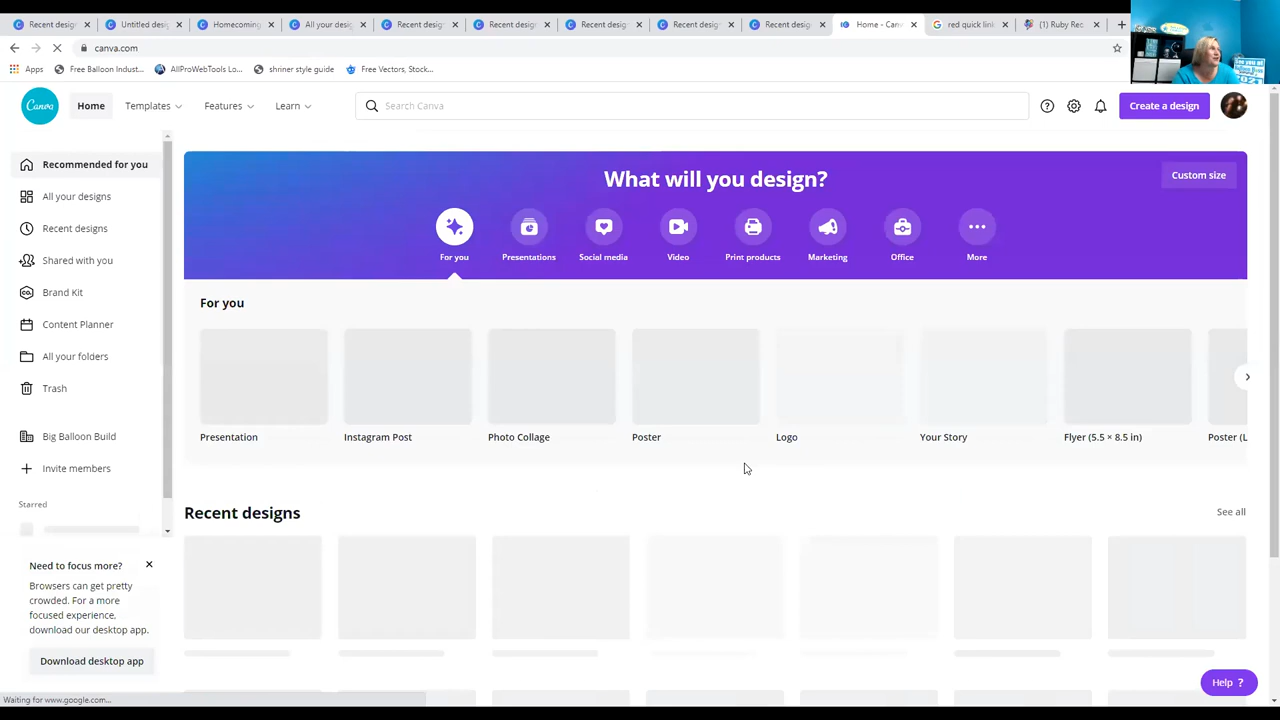 Recent desig
Untitled desi
Homecoming
All your desig
Recent design
Recent design
Recent design
Recent design
Recent design
Home - Canv
red quick link
(1) Ruby Rec
canva.com
Apps
Free Balloon Indust...
AllProWebTools Lo...
shriner style guide
Free Vectors, Stock...
Canva
Home
Templates
Features
Learn
Search Canva
Create a design
Recommended for you
All your designs
Recent designs
Shared with you
Brand Kit
Content Planner
All your folders
Trash
Big Balloon Build
Invite members
Starred
Need to focus more?
Browsers can get pretty
crowded. For a more
focused experience,
download our desktop app.
Download desktop app
What will you design?
Custom size
For you
Presentations
Social media
Video
Print products
Marketing
Office
More
For you
Presentation
Instagram Post
Photo Collage
Poster
Logo
Your Story
Flyer (5.5 × 8.5 in)
Poster (L
Recent designs
See all
Help ?
Waiting for www.google.com...